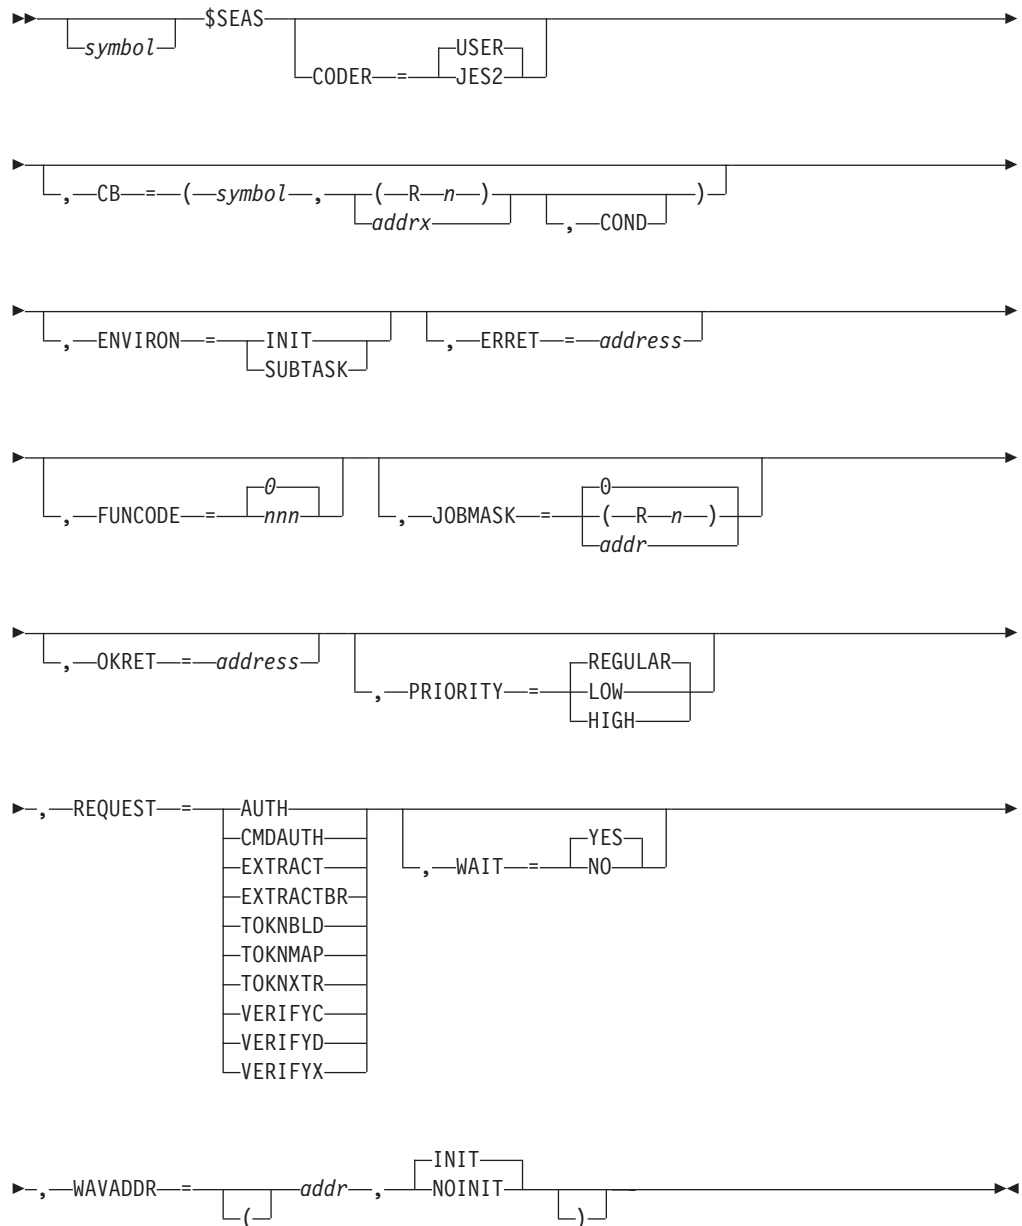 $SEAS
symbol
USER
CODER = JES2
, CB = ( symbol , ( R n ) )
addrx , COND
, ENVIRON = INIT , ERRET = address
SUBTASK
0 0
, FUNCODE = nnn , JOBMASK = ( R n )
addr
, OKRET = address REGULAR
, PRIORITY = LOW
HIGH
, REQUEST = AUTH
CMDAUTH YES
EXTRACT , WAIT = NO
EXTRACTBR
TOKNBLD
TOKNMAP
TOKNXTR
VERIFYC
VERIFYD
VERIFYX
INIT
, WAVADDR = addr , NOINIT
( )